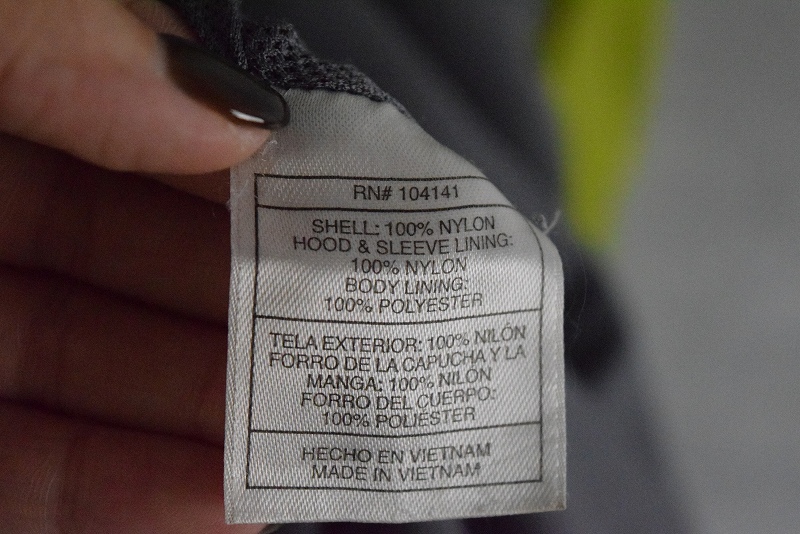 RN# 104141
SHELL: 100% NYLON
HOOD & SLEEVE LINING:
100% NYLON
BODY LINING:
100% POLYESTER
TELA EXTERIOR: 100% NILÓN
FORRO DE LA CAPUCHA Y LA
MANGA: 100% NILÓN
FORRO DEL CUERPO:
100% POLIÉSTER
HECHO EN VIETNAM
MADE IN VIETNAM